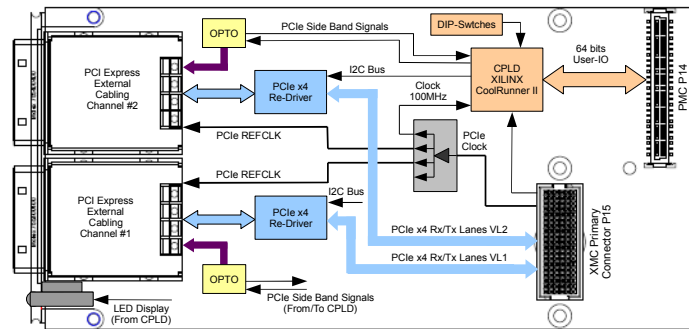 OPTO
PCIe Side Band Signals
DIP-Swtches
PCI Express
External
Cabling
Channel #2
PCIe x4
Re-Driver
I2C Bus
Clock
100MHz
CPLD
XILINX
CoolRunner II
64 bits
User-IO
PMC P14
PCIe REFCLK
PCIe
Clock
PCIe REFCLK
PCI Express
External
Cabling
Channel #1
PCIe x4
Re-Driver
I2C Bus
PCIe x4 Rx/Tx Lanes VL2
PCIe x4 Rx/Tx Lanes VL1
XMC Primary
Connector P15
OPTO
LED Display
(From CPLD)
PCIe Side Band Signals
(From/To CPLD)